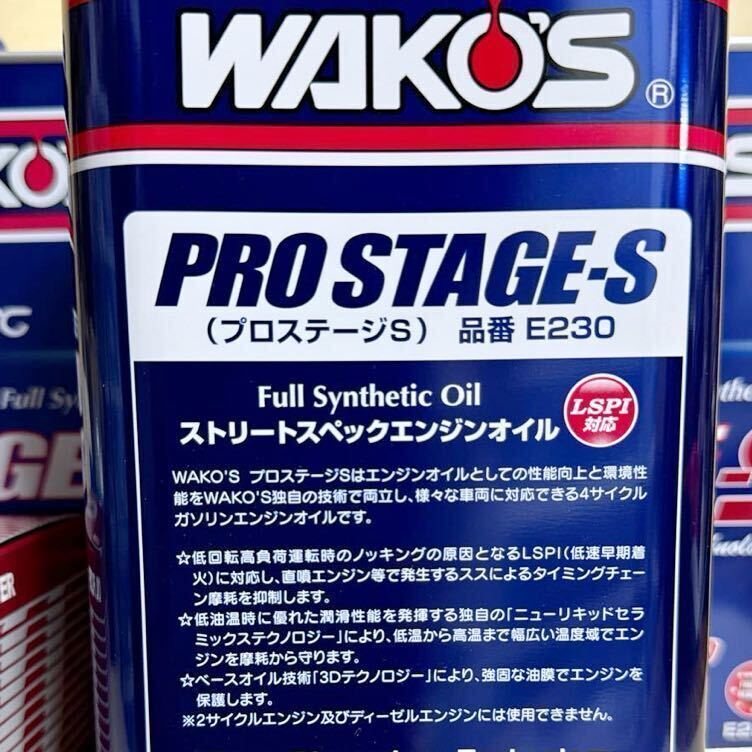 WAKO'S®
PRO STAGE-S
(プロステージS) 品番 E230
Full Synthetic Oil
ストリートスペックエンジンオイル
LSPI
対応
WAKO'S プロステージSはエンジンオイルとしての性能向上と環境性
能をWAKO'S独自の技術で両立し、様々な車両に対応できる4サイクル
ガソリンエンジンオイルです。
☆低回転高負荷運転時のノッキングの原因となるLSPI(低速早期着
火)に対応し、直噴エンジン等で発生するススによるタイミングチェー
ン摩耗を抑制します。
☆低油温時に優れた潤滑性能を発揮する独自の「ニューリキッドセラ
ミックステクノロジー」により、低温から高温まで幅広い温度域でエン
ジンを摩耗から守ります。
☆ベースオイル技術「3Dテクノロジー」により、強固な油膜でエンジンを
保護します。
※2サイクルエンジン及びディーゼルエンジンには使用できません。